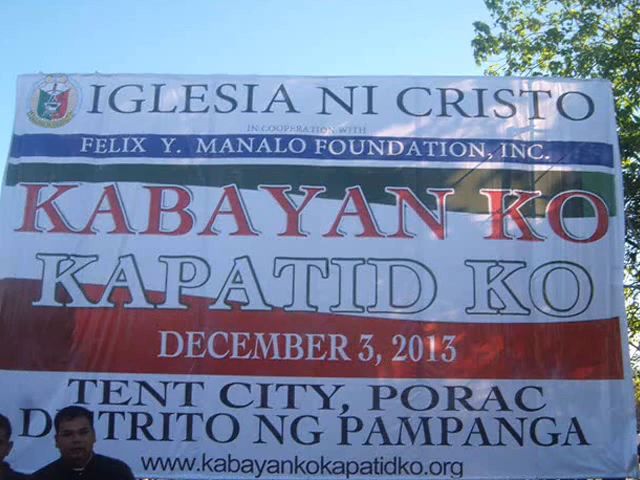 IGLESIA NI CRISTO
IN COOPERATION WITH
FELIX Y. MANALO FOUNDATION, INC.
KABAYAN KO
KAPATID KO
DECEMBER 3, 2013
TENT CITY, PORAC
DISTRITO NG PAMPANGA
www.kabayankokapatidko.org